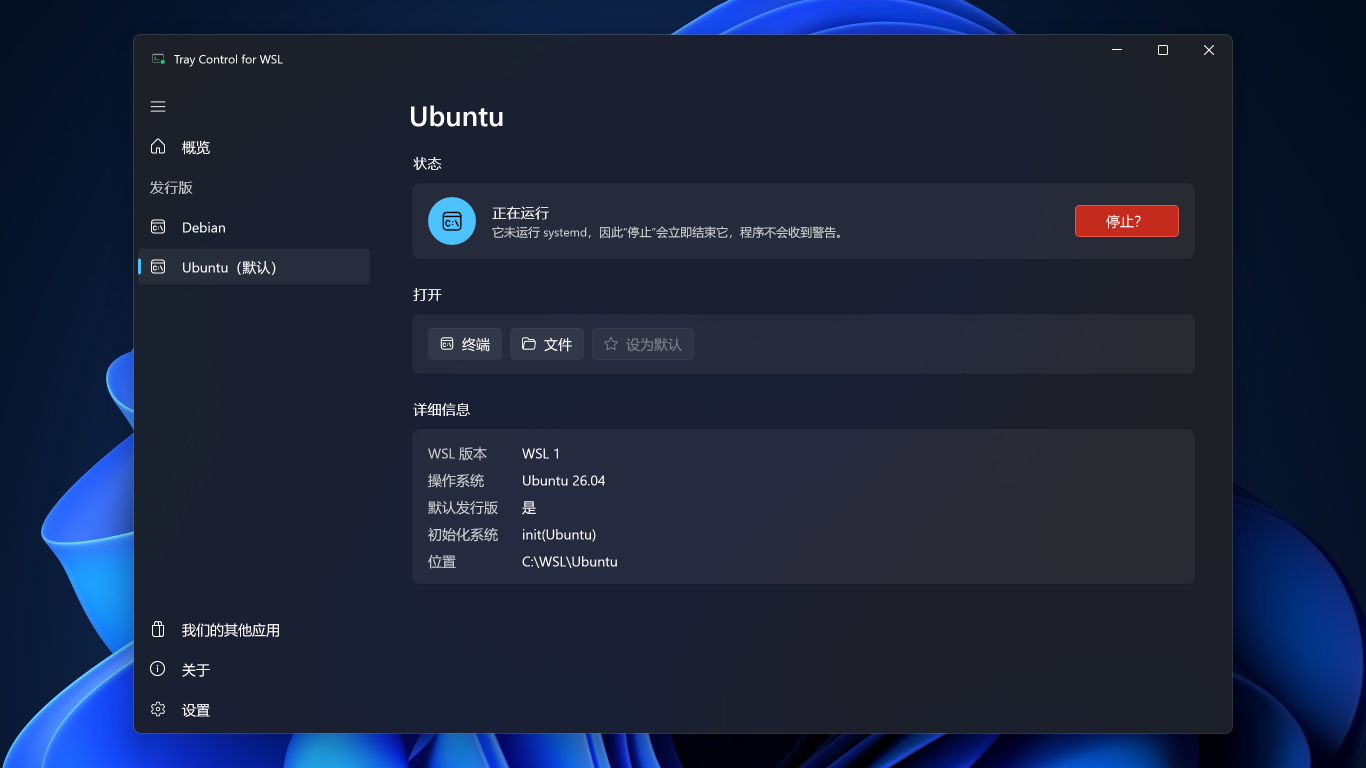 Tray Control for WSL
概览
发行版
Debian
Ubuntu（默认）
我们的其他应用
关于
设置
Ubuntu
状态
正在运行
它未运行 systemd，因此“停止”会立即结束它，程序不会收到警告。
停止?
打开
终端
文件
设为默认
详细信息
WSL 版本 WSL 1
操作系统 Ubuntu 26.04
默认发行版 是
初始化系统 init(Ubuntu)
位置 C:\WSL\Ubuntu